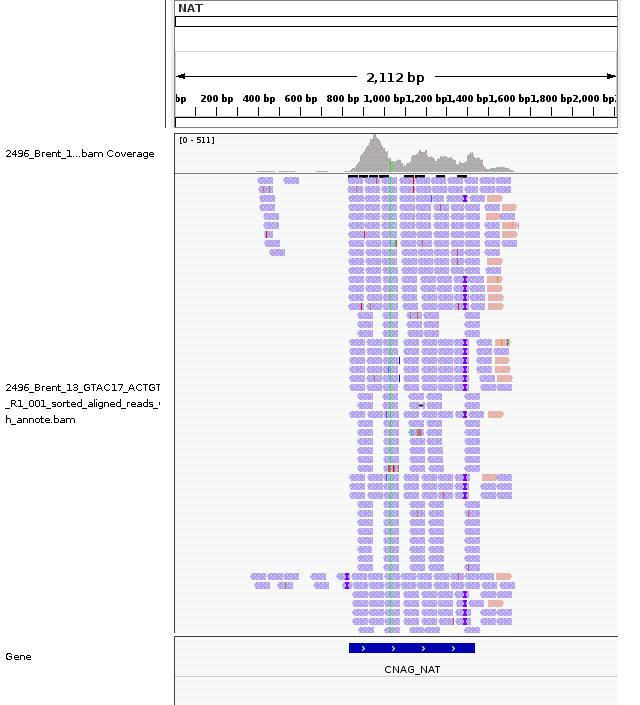 NAT
2,112 bp
bp 200 bp 400 bp 600 bp 800 bp 1,000 bp 1,200 bp 1,400 bp 1,600 bp 1,800 bp 2,000 bp
[0 - 511]
2496_Brent_1...bam Coverage
2496_Brent_13_GTAC17_ACTGT
_R1_001_sorted_aligned_reads_
h_annote.bam
Gene
CNAG_NAT